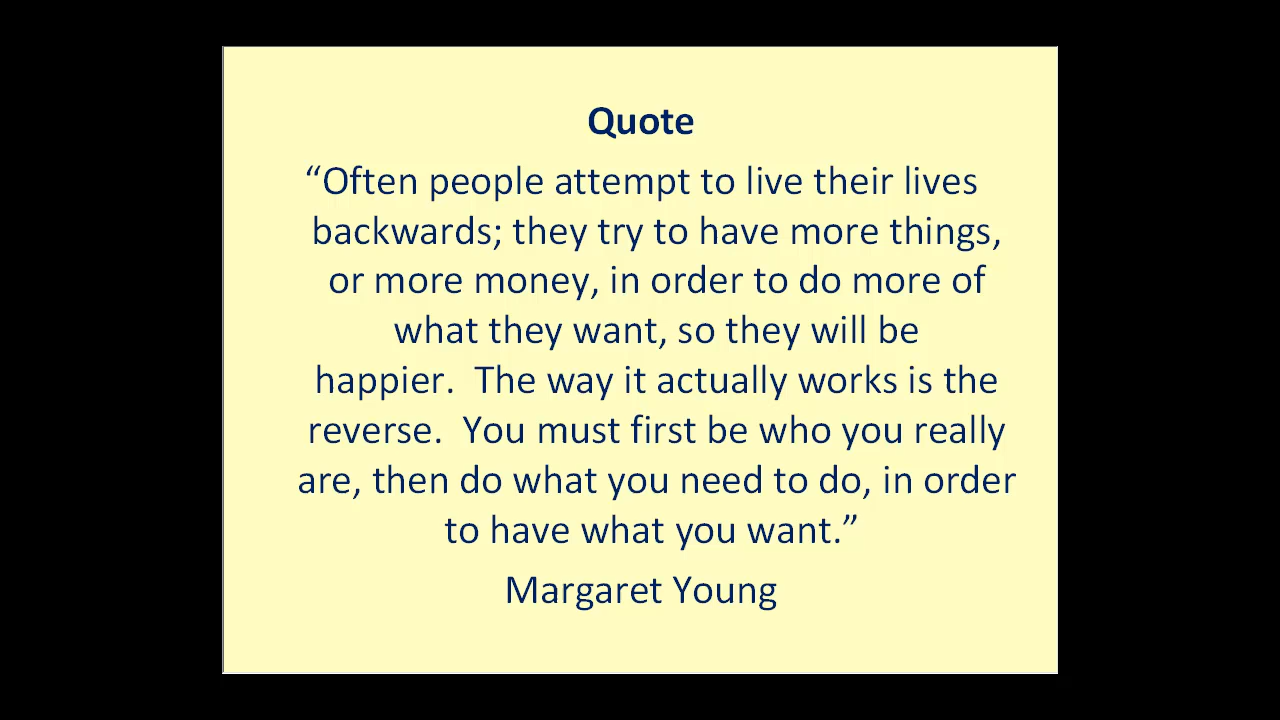 Quote
“Often people attempt to live their lives
backwards; they try to have more things,
or more money, in order to do more of
what they want, so they will be
happier.  The way it actually works is the
reverse.  You must first be who you really
are, then do what you need to do, in order
to have what you want.”
Margaret Young